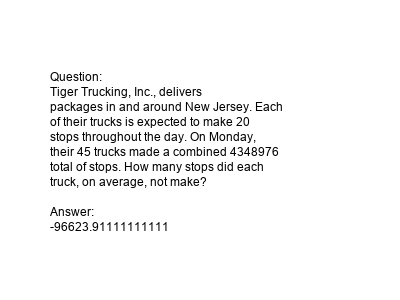 Question:
Tiger Trucking, Inc., delivers
packages in and around New Jersey. Each
of their trucks is expected to make 20
stops throughout the day. On Monday,
their 45 trucks made a combined 4348976
total of stops. How many stops did each
truck, on average, not make?

Answer:
-96623.91111111111